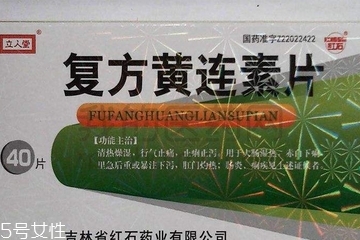 立人堂
国药准字Z22022422
红石
复方黄连素片
FUFANGHUANGLIANSUPIAN
【功能主治】
清热燥湿，行气止痛，止痢止泻。用于大肠湿热、赤白下痢、
里急后重或暴注下泻，肛门灼热；肠炎、痢疾见上述证候者
40片
5号女性
吉林省红石药业有限公司